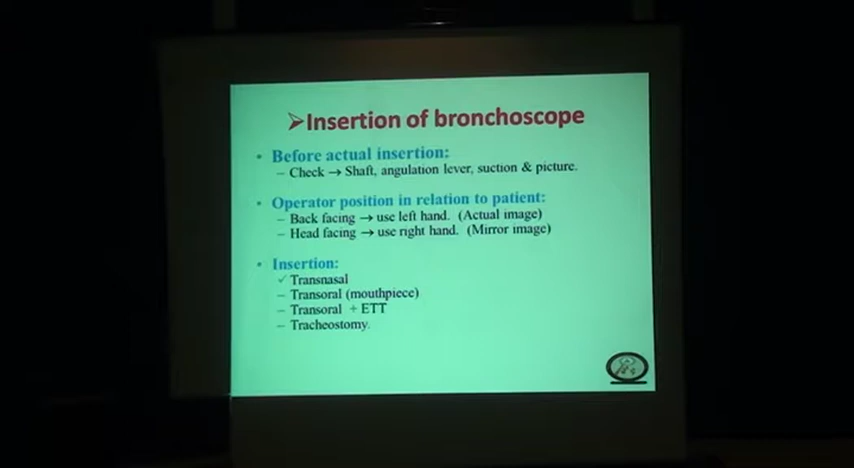 ➢Insertion of bronchoscope
• Before actual insertion:
– Check → Shaft, angulation lever, suction & picture.
• Operator position in relation to patient:
– Back facing → use left hand. (Actual image)
– Head facing → use right hand. (Mirror image)
• Insertion:
✓ Transnasal
– Transoral (mouthpiece)
– Transoral + ETT
– Tracheostomy.